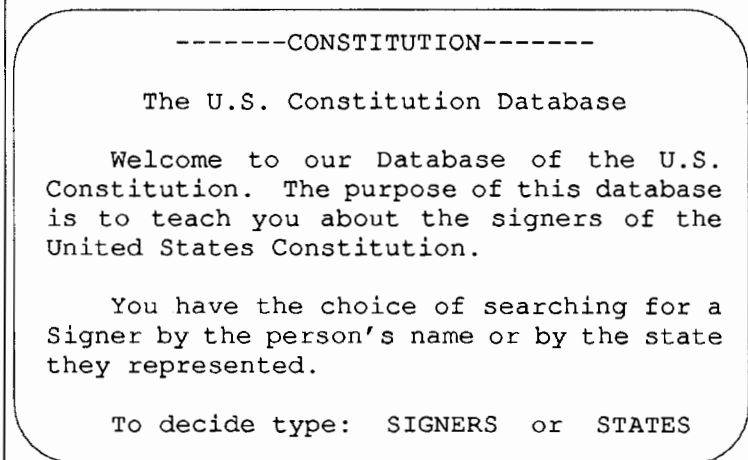 -------CONSTITUTION-------
The U.S. Constitution Database
Welcome to our Database of the U.S.
Constitution. The purpose of this database
is to teach you about the signers of the
United States Constitution.
You have the choice of searching for a
Signer by the person's name or by the state
they represented.
To decide type: SIGNERS or STATES